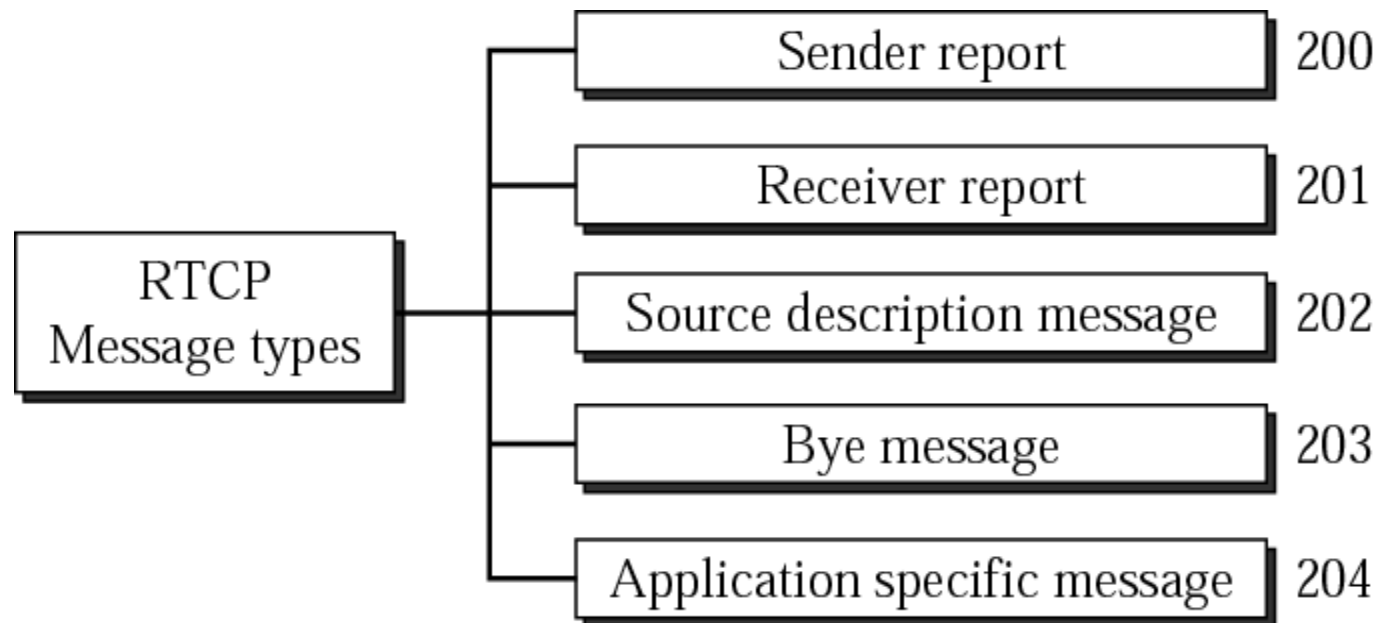 Sender report 200
Receiver report 201
RTCP
Message types
Source description message 202
Bye message 203
Application specific message 204